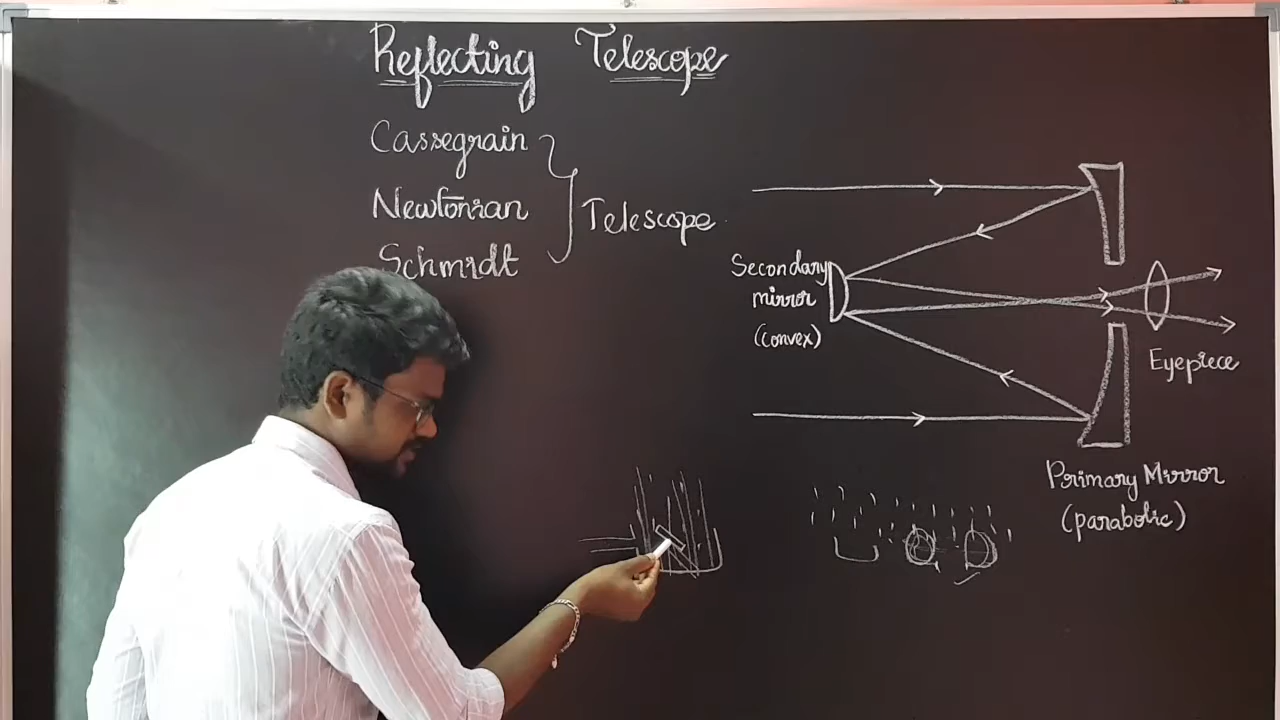 Reflecting Telescope
Cassegrain
Newtonian
Schmidt
Telescope
Secondary
mirror
(convex)
Eyepiece
Primary Mirror
(parabolic)